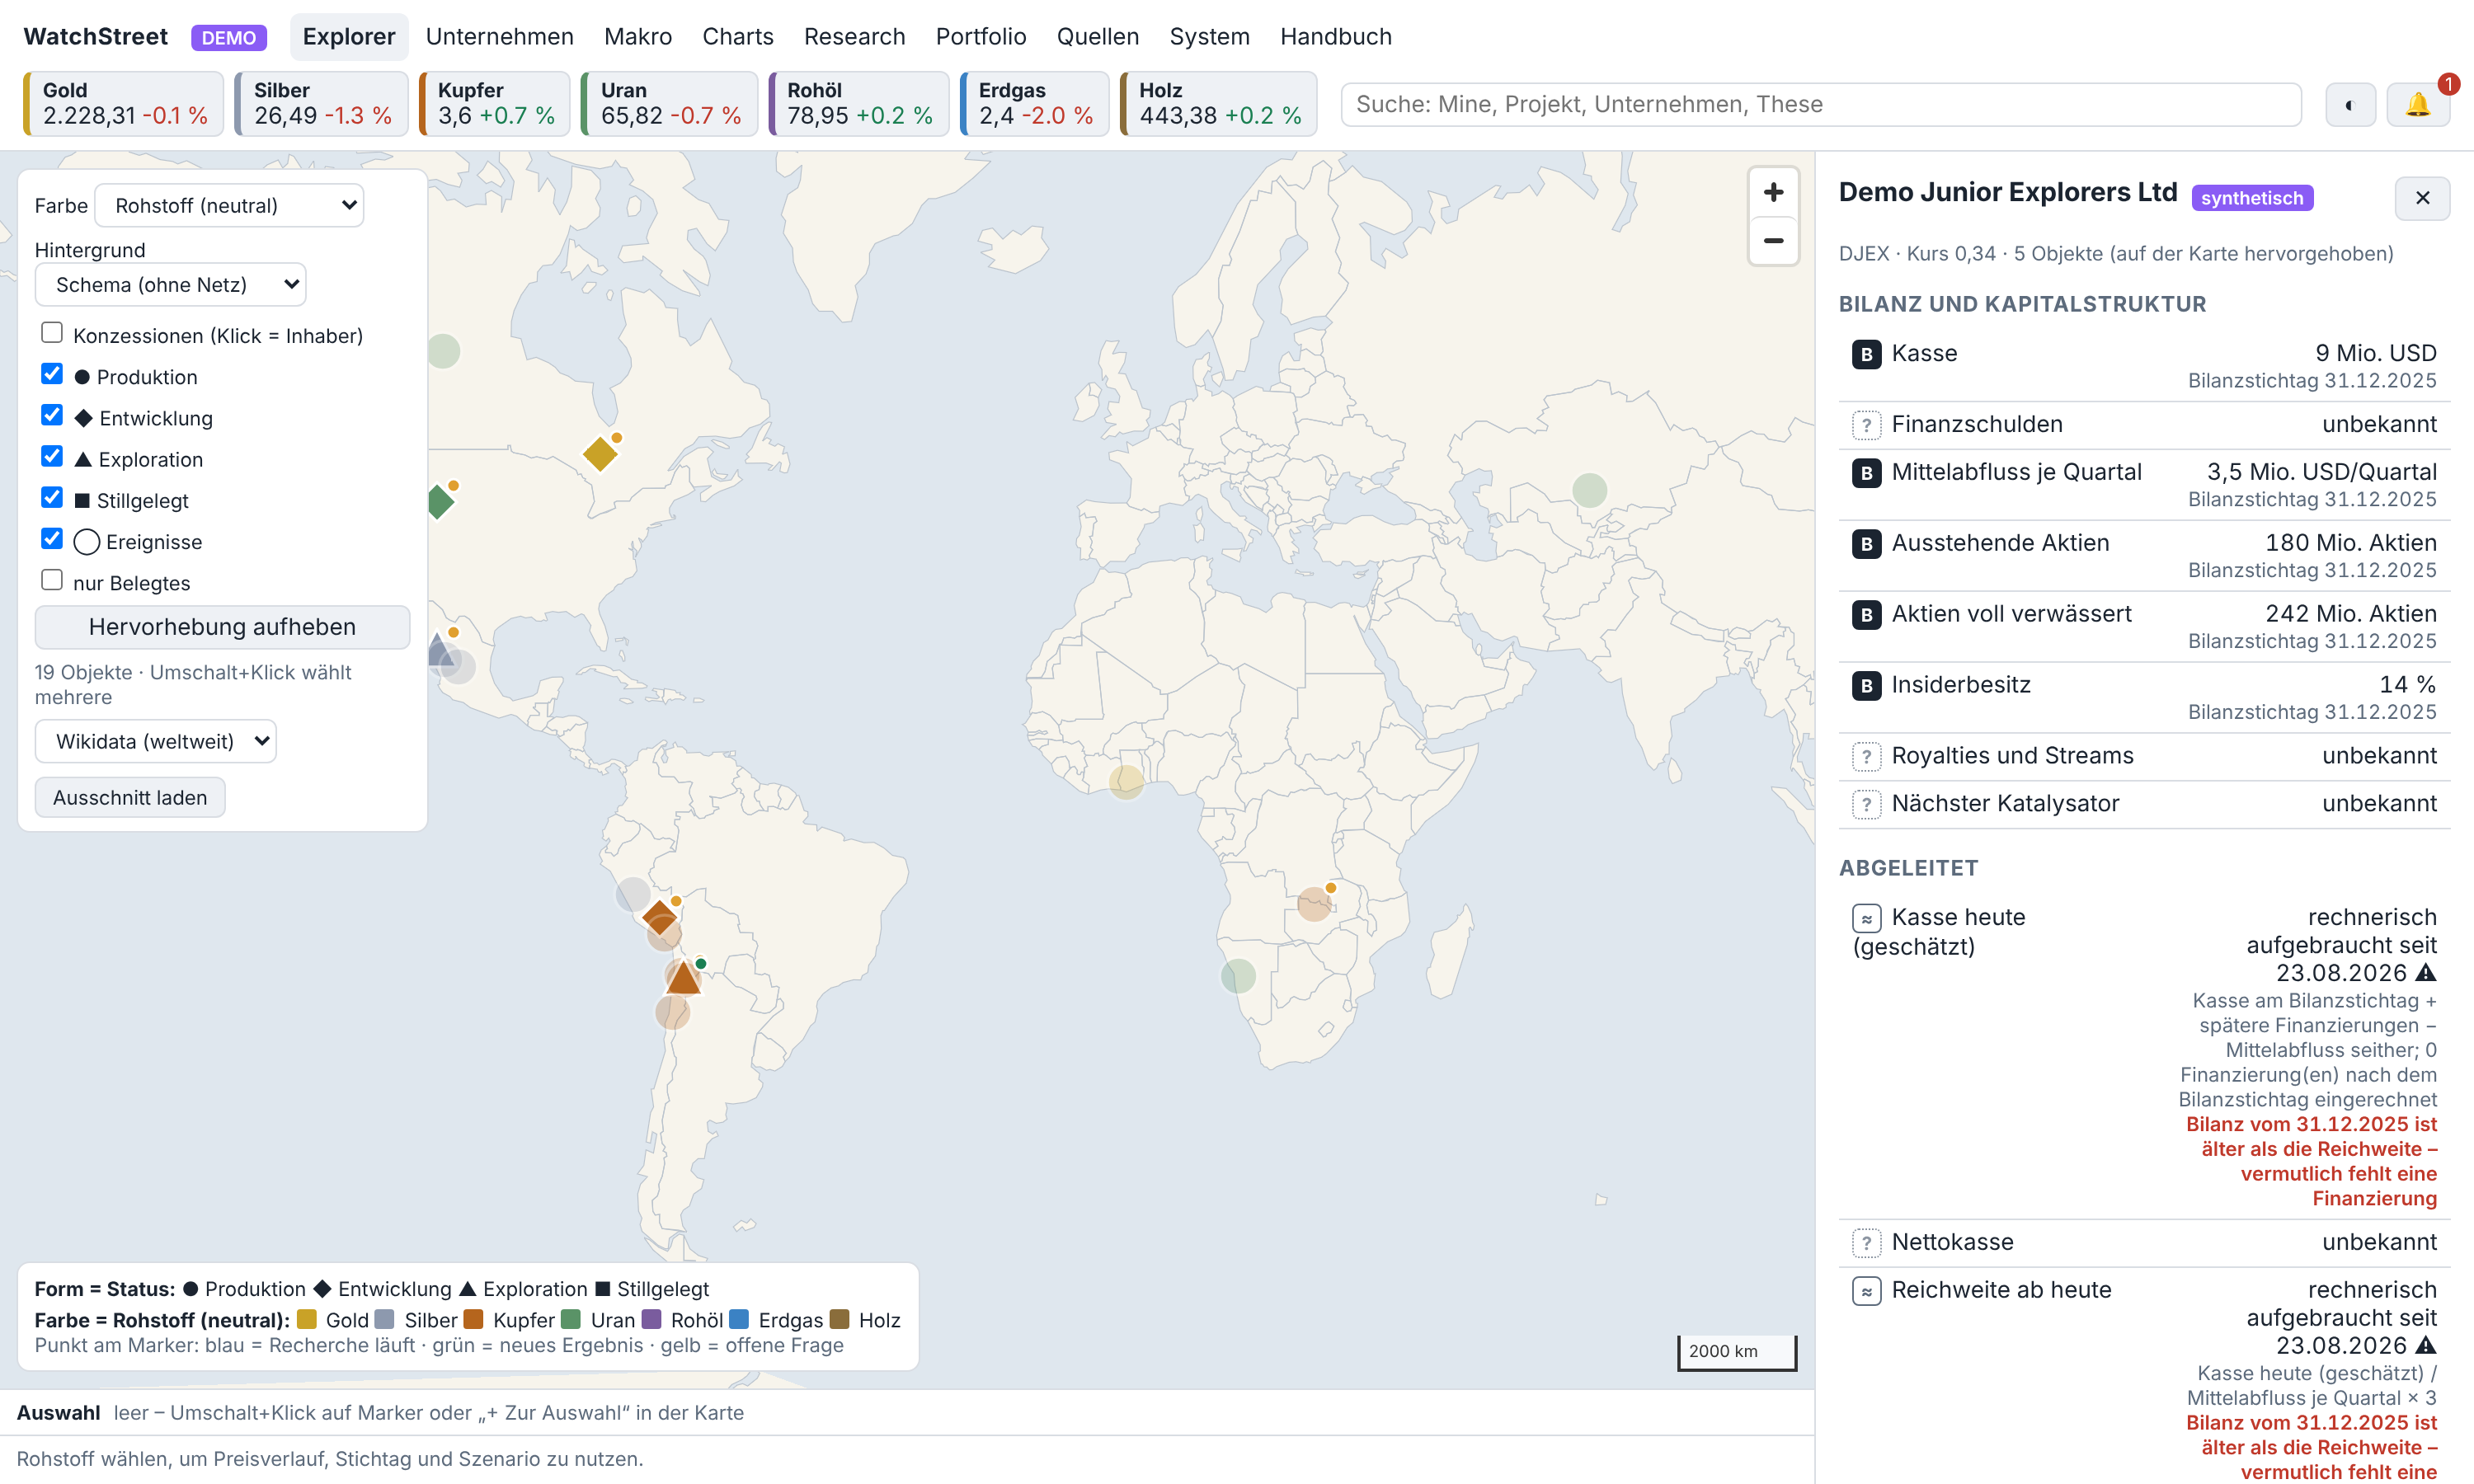 WatchStreet DEMO Explorer Unternehmen Makro Charts Research Portfolio Quellen System Handbuch
Gold
2.228,31 -0.1 %
Silber
26,49 -1.3 %
Kupfer
3,6 +0.7 %
Uran
65,82 -0.7 %
Rohöl
78,95 +0.2 %
Erdgas
2,4 -2.0 %
Holz
443,38 +0.2 %
Suche: Mine, Projekt, Unternehmen, These
1
Farbe Rohstoff (neutral)
Hintergrund
Schema (ohne Netz)
Konzessionen (Klick = Inhaber)
Produktion
Entwicklung
Exploration
Stillgelegt
Ereignisse
nur Belegtes
Hervorhebung aufheben
19 Objekte · Umschalt+Klick wählt
mehrere
Wikidata (weltweit)
Ausschnitt laden
+
−
Form = Status: ● Produktion ◆ Entwicklung ▲ Exploration ■ Stillgelegt
Farbe = Rohstoff (neutral): Gold Silber Kupfer Uran Rohöl Erdgas Holz
Punkt am Marker: blau = Recherche läuft · grün = neues Ergebnis · gelb = offene Frage
2000 km
Auswahl leer – Umschalt+Klick auf Marker oder „+ Zur Auswahl“ in der Karte
Rohstoff wählen, um Preisverlauf, Stichtag und Szenario zu nutzen.
Demo Junior Explorers Ltd synthetisch ✕
DJEX · Kurs 0,34 · 5 Objekte (auf der Karte hervorgehoben)
BILANZ UND KAPITALSTRUKTUR
B Kasse 9 Mio. USD
Bilanzstichtag 31.12.2025
? Finanzschulden unbekannt
B Mittelabfluss je Quartal 3,5 Mio. USD/Quartal
Bilanzstichtag 31.12.2025
B Ausstehende Aktien 180 Mio. Aktien
Bilanzstichtag 31.12.2025
B Aktien voll verwässert 242 Mio. Aktien
Bilanzstichtag 31.12.2025
B Insiderbesitz 14 %
Bilanzstichtag 31.12.2025
? Royalties und Streams unbekannt
? Nächster Katalysator unbekannt
ABGELEITET
≈ Kasse heute
(geschätzt)
rechnerisch
aufgebraucht seit
23.08.2026 ⚠
Kasse am Bilanzstichtag +
spätere Finanzierungen −
Mittelabfluss seither; 0
Finanzierung(en) nach dem
Bilanzstichtag eingerechnet
Bilanz vom 31.12.2025 ist
älter als die Reichweite –
vermutlich fehlt eine
Finanzierung
? Nettokasse unbekannt
≈ Reichweite ab heute
rechnerisch
aufgebraucht seit
23.08.2026 ⚠
Kasse heute (geschätzt) /
Mittelabfluss je Quartal × 3
Bilanz vom 31.12.2025 ist
älter als die Reichweite –
vermutlich fehlt eine